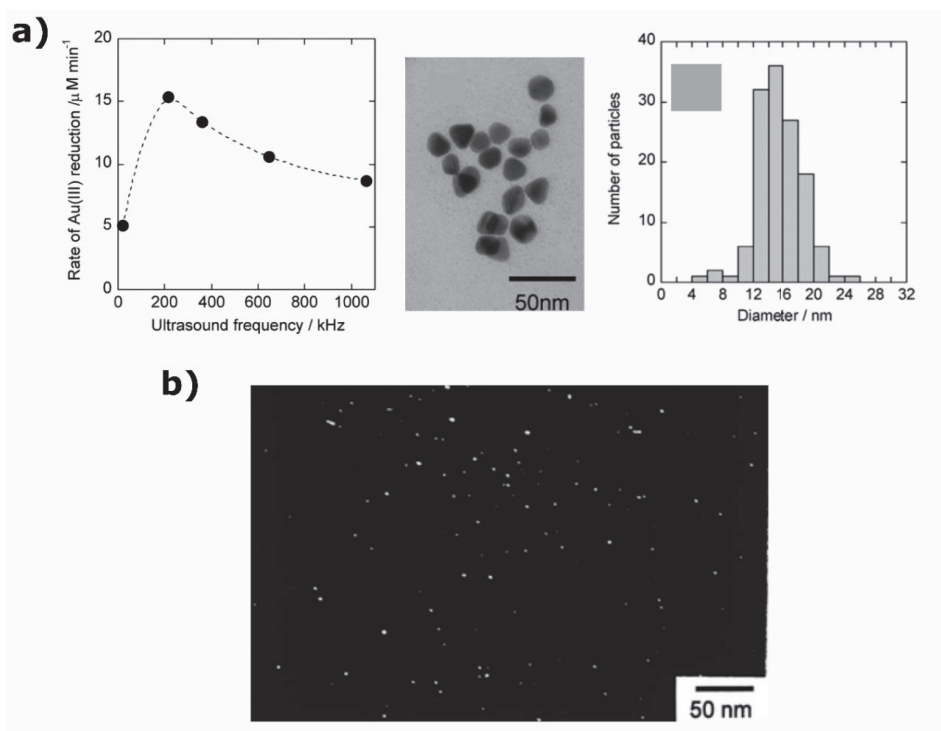 a)
Rate of Au(III) reduction /μM min⁻¹
20
15
10
5
0
0 200 400 600 800 1000
Ultrasound frequency / kHz
50nm
Number of particles
40
30
20
10
0
0 4 8 12 16 20 24 28 32
Diameter / nm
b)
50 nm